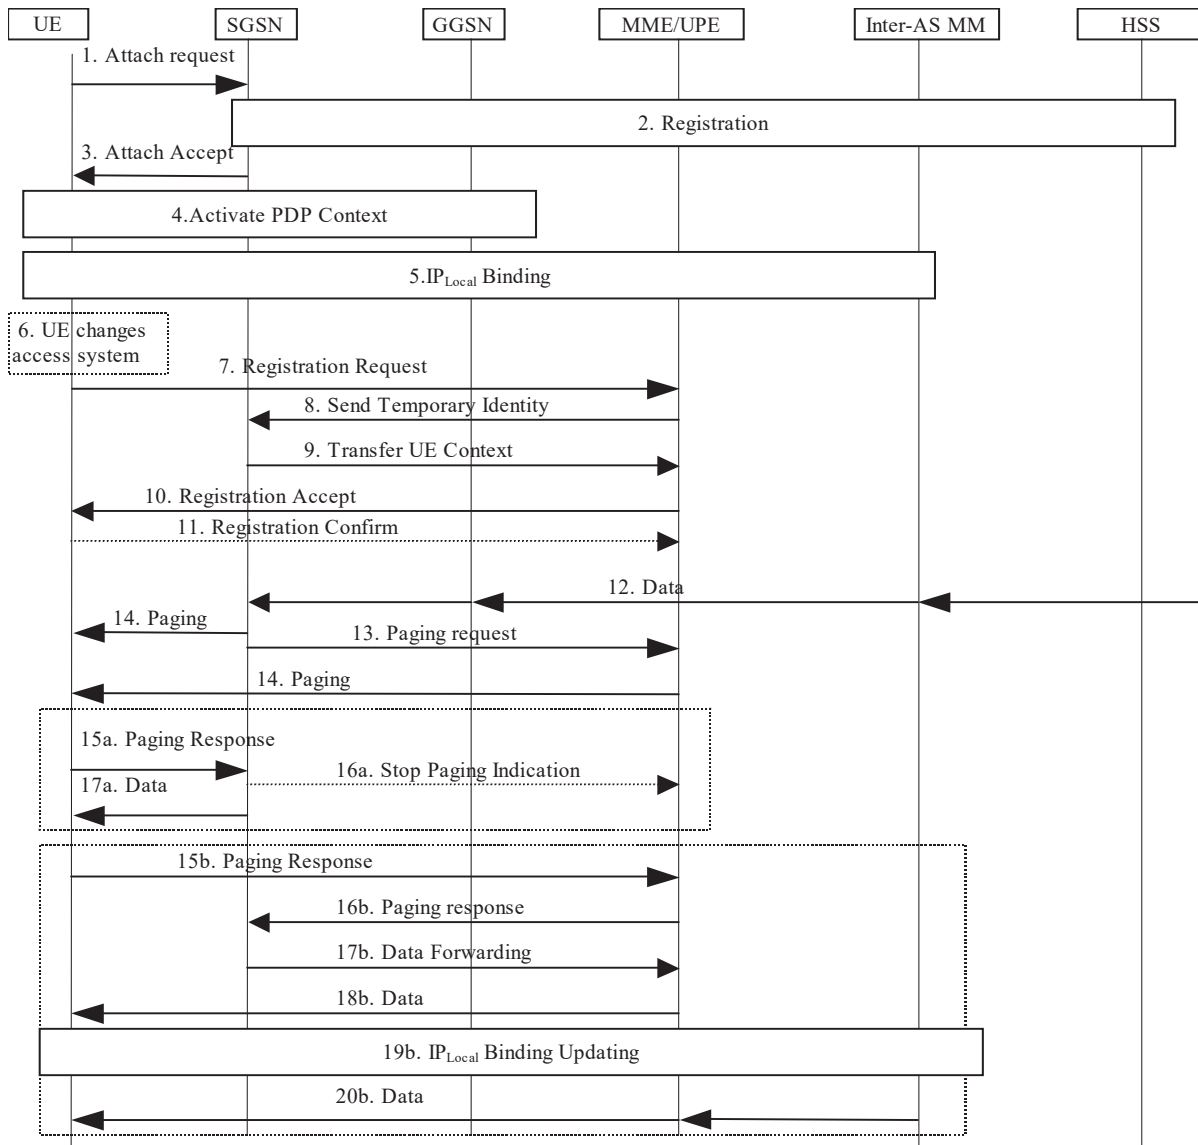 UE
SGSN
GGSN
MME/UPE
Inter-AS MM
HSS
1. Attach request
2. Registration
3. Attach Accept
4.Activate PDP Context
5.IPLocal Binding
6. UE changes
access system
7. Registration Request
8. Send Temporary Identity
9. Transfer UE Context
10. Registration Accept
11. Registration Confirm
12. Data
14. Paging
13. Paging request
14. Paging
15a. Paging Response
16a. Stop Paging Indication
17a. Data
15b. Paging Response
16b. Paging response
17b. Data Forwarding
18b. Data
19b. IPLocal Binding Updating
20b. Data